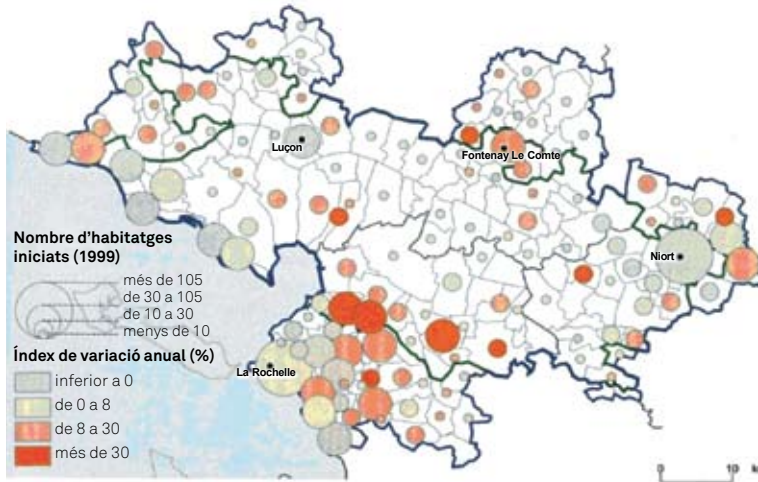 Luçon
Fontenay Le Comte
Niort
La Rochelle
Nombre d'habitatges
iniciats (1999)
més de 105
de 30 a 105
de 10 a 30
menys de 10
Índex de variació anual (%)
inferior a 0
de 0 a 8
de 8 a 30
més de 30
0 10